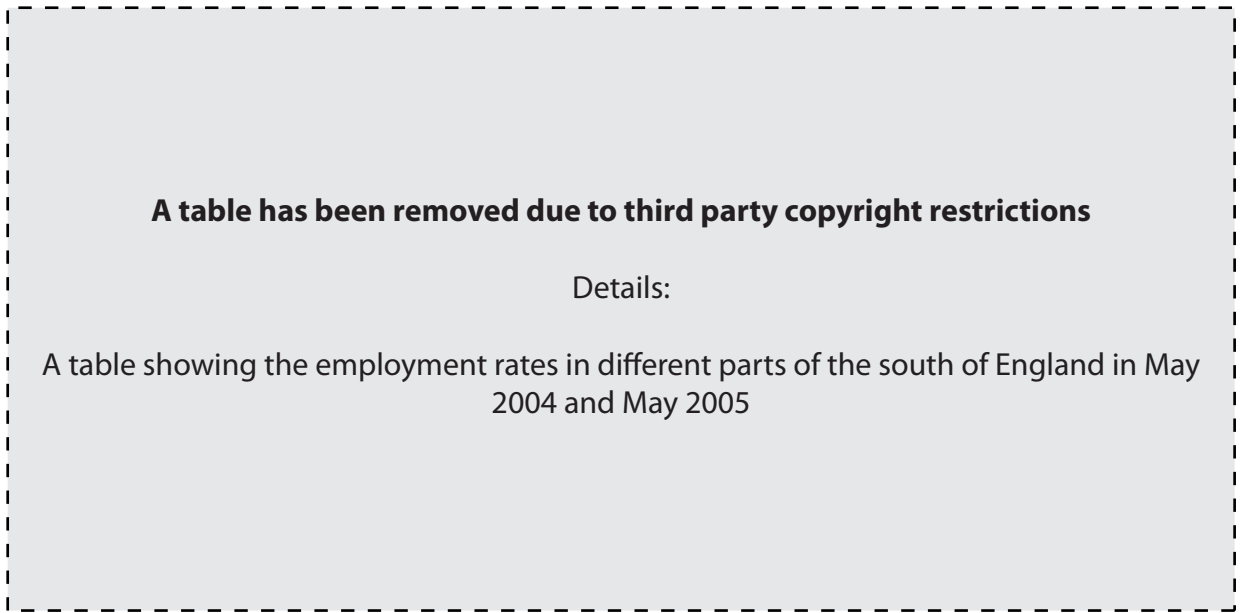 A table has been removed due to third party copyright restrictions
Details:
A table showing the employment rates in different parts of the south of England in May
2004 and May 2005